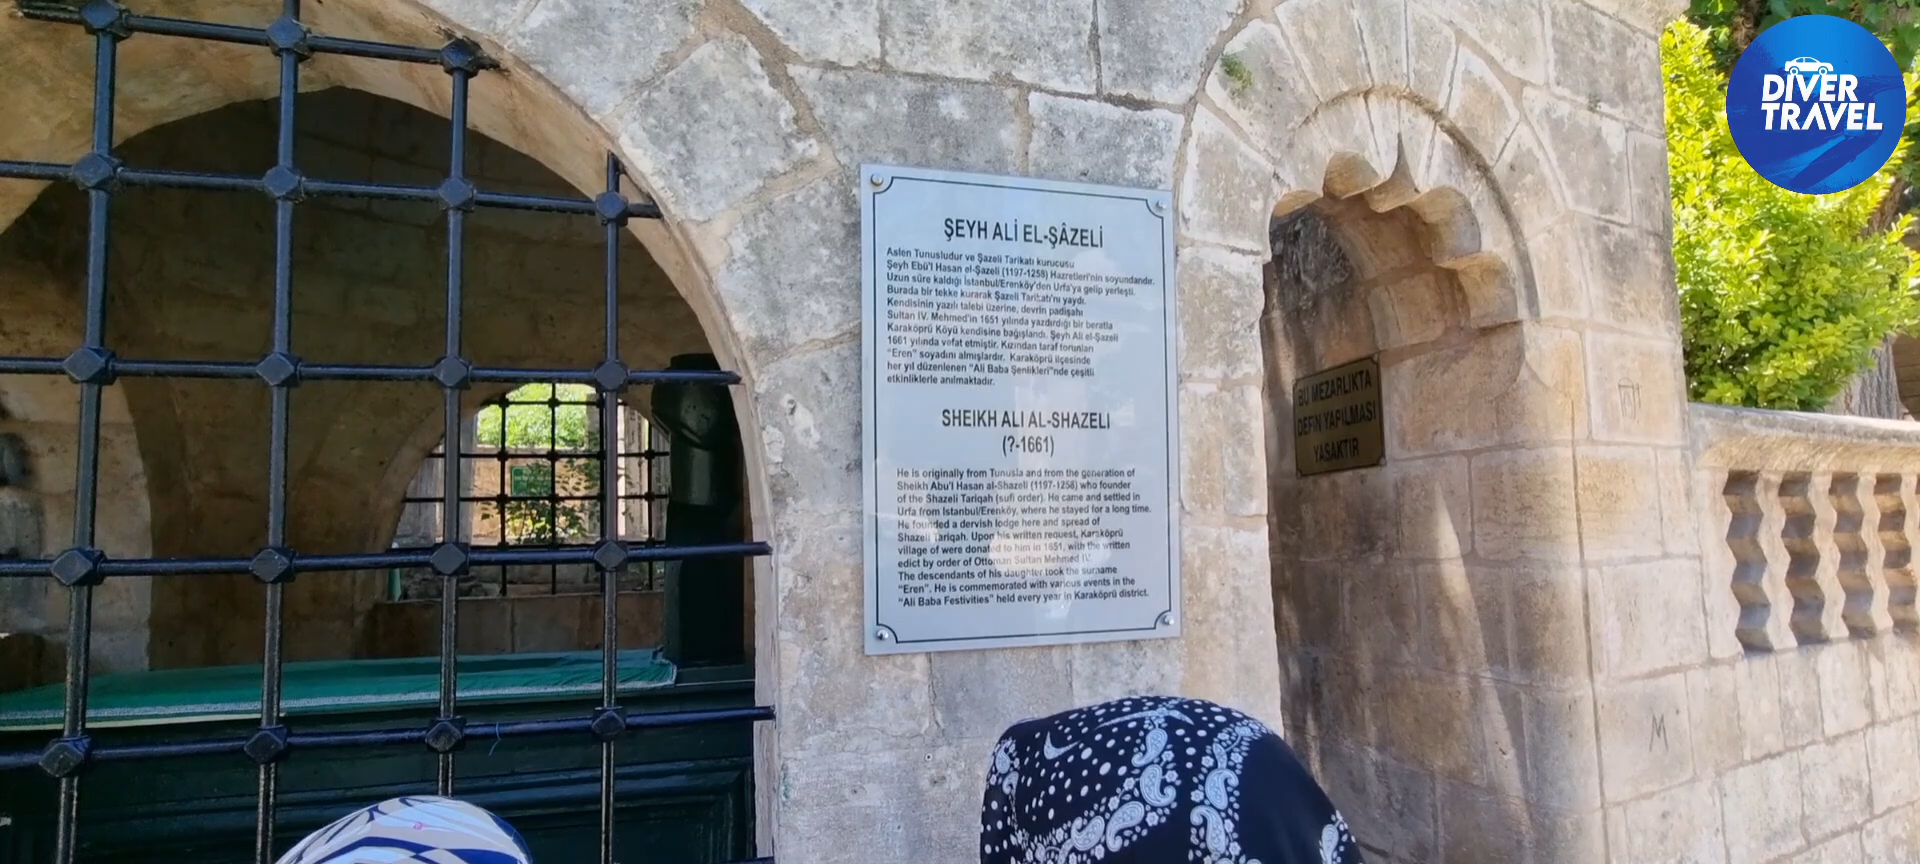 ŞEYH ALİ EL-ŞÂZELİ
Aslen Tunusludur ve Şazeli Tarikatı kurucusu
Şeyh Ebü'l Hasan el-Şazeli (1197-1258) Hazretleri'nin soyundandır.
Uzun süre kaldığı İstanbul/Erenköy'den Urfa'ya gelip yerleşti.
Burada bir tekke kurarak Şazeli Tarikatı'nı yaydı.
Kendisinin yazılı talebi üzerine, devrin padişahı
Sultan IV. Mehmed'in 1651 yılında yazdırdığı bir beratla
Karaköprü Köyü kendisine bağışlandı. Şeyh Ali el-Şazeli
1661 yılında vefat etmiştir. Kızından taraf torunları
"Eren" soyadını almışlardır. Karaköprü ilçesinde
her yıl düzenlenen "Ali Baba Şenlikleri"nde çeşitli
etkinliklerle anılmaktadır.
SHEIKH ALI AL-SHAZELI
(?-1661)
He is originally from Tunusia and from the generation of
Sheikh Abu'l Hasan al-Shazeli (1197-1258) who founder
of the Shazeli Tariqah (sufi order). He came and settled in
Urfa from Istanbul/Erenköy, where he stayed for a long time.
He founded a dervish lodge here and spread of
Shazeli Tariqah. Upon his written request, Karaköprü
village of were donated to him in 1651, with the written
edict by order of Ottoman Sultan Mehmed IV.
The descendants of his daughter took the surname
"Eren". He is commemorated with various events in the
"Ali Baba Festivities" held every year in Karaköprü district.
BU MEZARLIKTA
DEFİN YAPILMASI
YASAKTIR
M
DIVER
TRAVEL